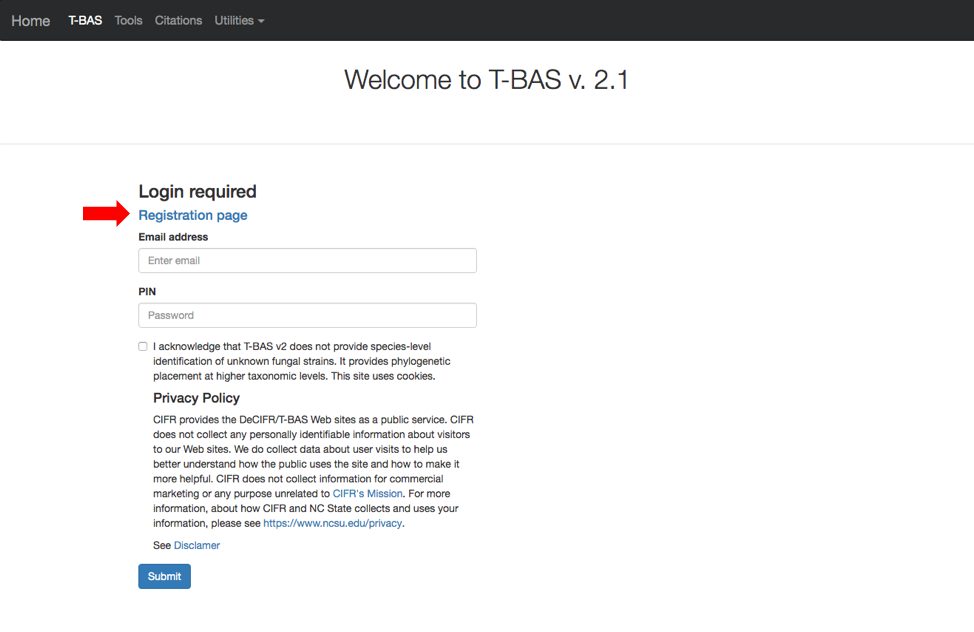 Home T-BAS Tools Citations Utilities
Welcome to T-BAS v. 2.1
Login required
Registration page
Email address
Enter email
PIN
Password
I acknowledge that T-BAS v2 does not provide species-level
identification of unknown fungal strains. It provides phylogenetic
placement at higher taxonomic levels. This site uses cookies.
Privacy Policy
CIFR provides the DeCIFR/T-BAS Web sites as a public service. CIFR
does not collect any personally identifiable information about visitors
to our Web sites. We do collect data about user visits to help us
better understand how the public uses the site and how to make it
more helpful. CIFR does not collect information for commercial
marketing or any purpose unrelated to CIFR's Mission. For more
information, about how CIFR and NC State collects and uses your
information, please see https://www.ncsu.edu/privacy.
See Disclamer
Submit